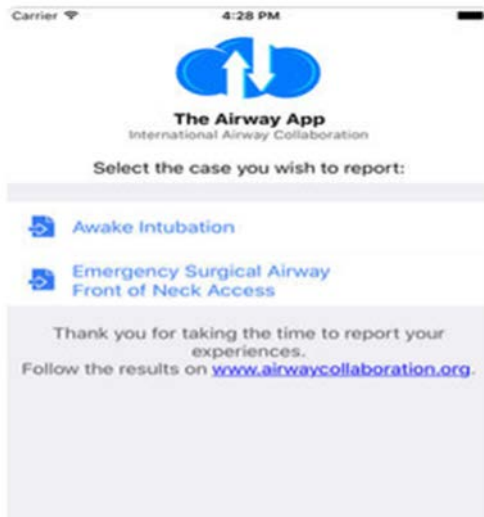 Carrier 4:28 PM
The Airway App
International Airway Collaboration
Select the case you wish to report:
Awake Intubation
Emergency Surgical Airway
Front of Neck Access
Thank you for taking the time to report your
experiences.
Follow the results on www.airwaycollaboration.org.